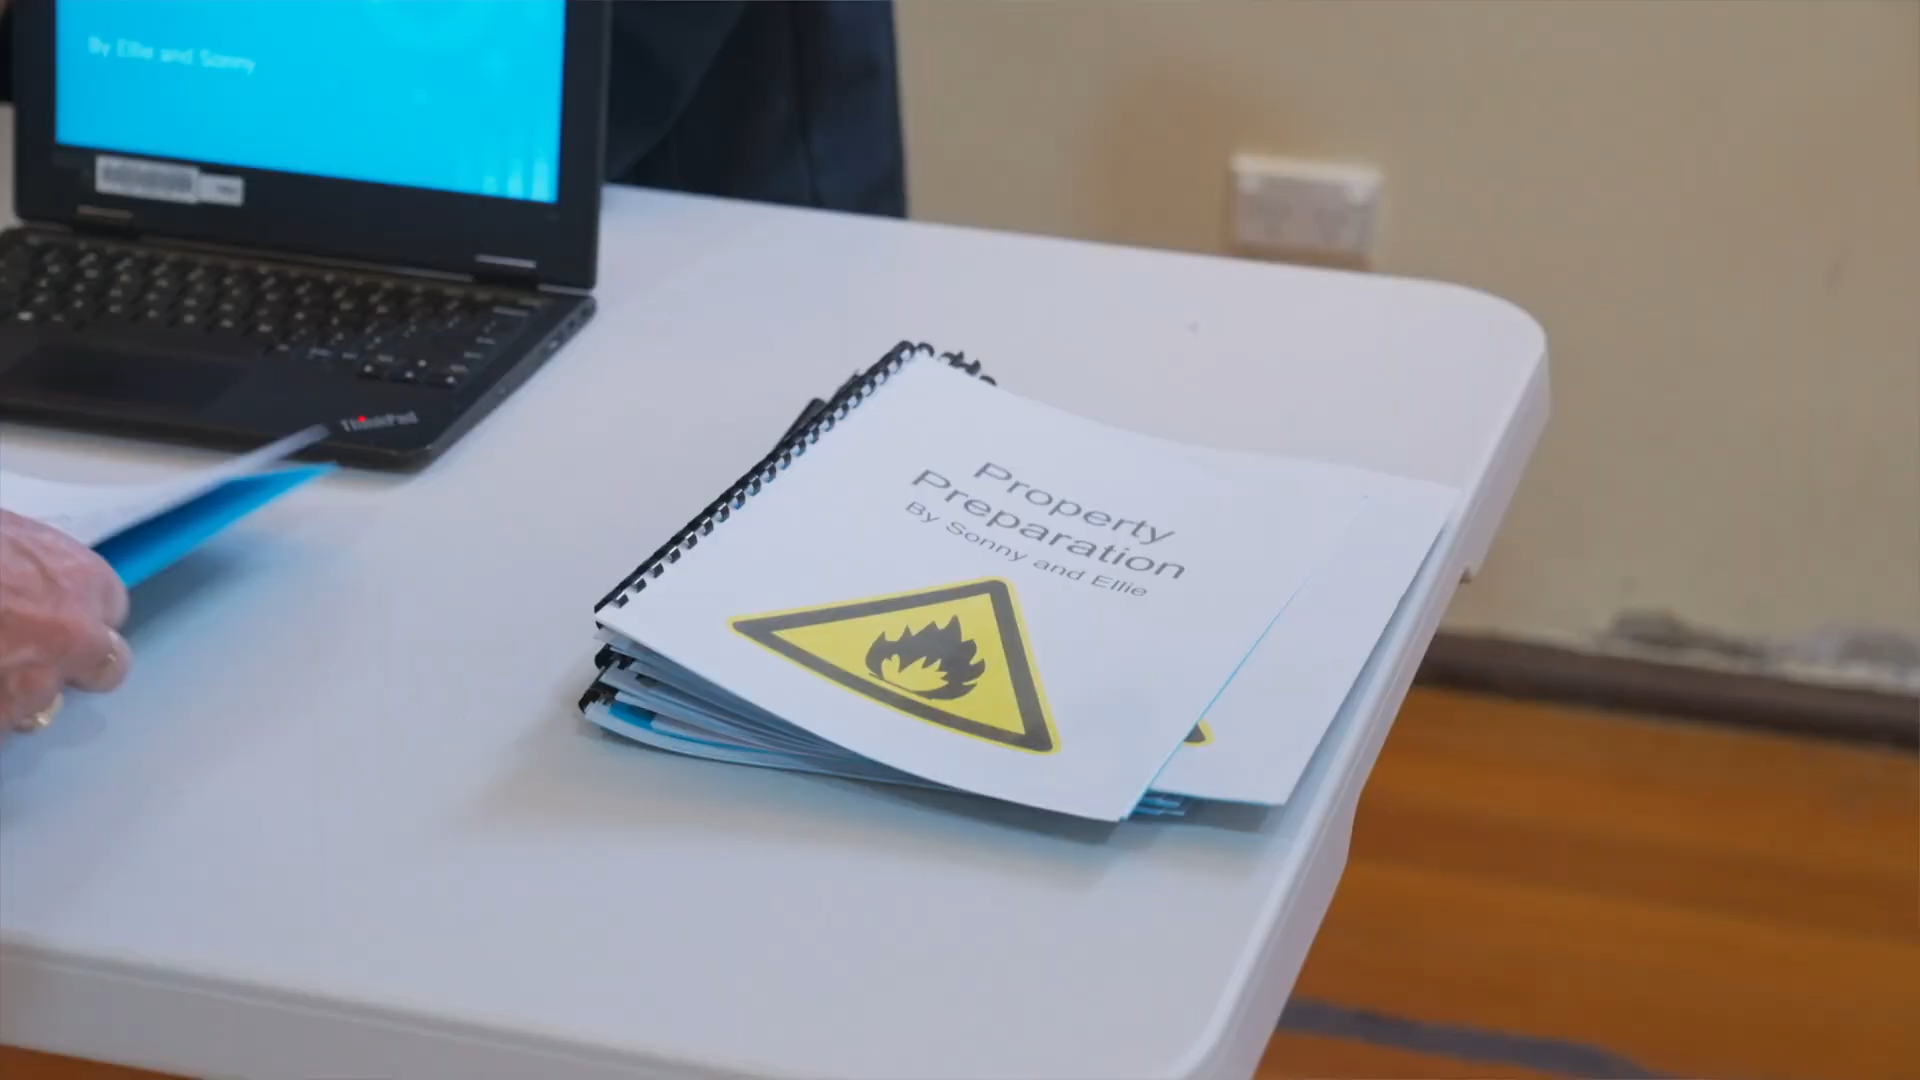 By Ellie and Sonny
ThinkPad
Property
Preparation
By Sonny and Ellie